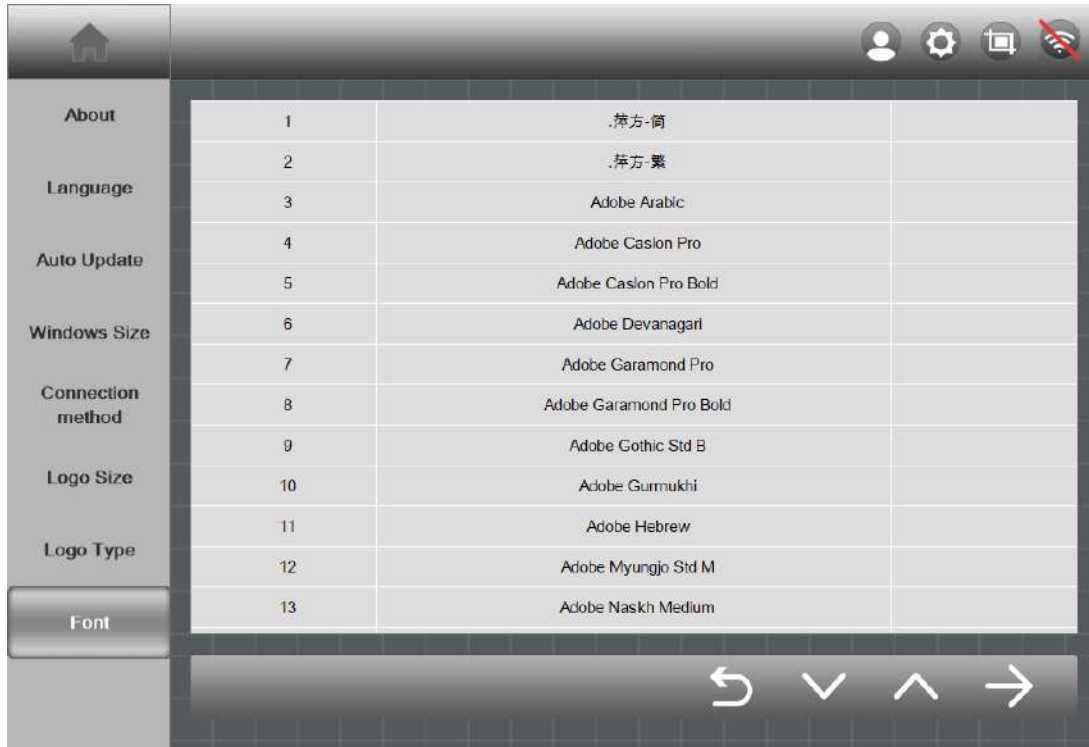 About
Language
Auto Update
Windows Size
Connection
method
Logo Size
Logo Type
Font
1 .萍方-简
2 .萍方-繁
3 Adobe Arabic
4 Adobe Caslon Pro
5 Adobe Caslon Pro Bold
6 Adobe Devanagari
7 Adobe Garamond Pro
8 Adobe Garamond Pro Bold
9 Adobe Gothic Std B
10 Adobe Gurmukhi
11 Adobe Hebrew
12 Adobe Myungjo Std M
13 Adobe Naskh Medium